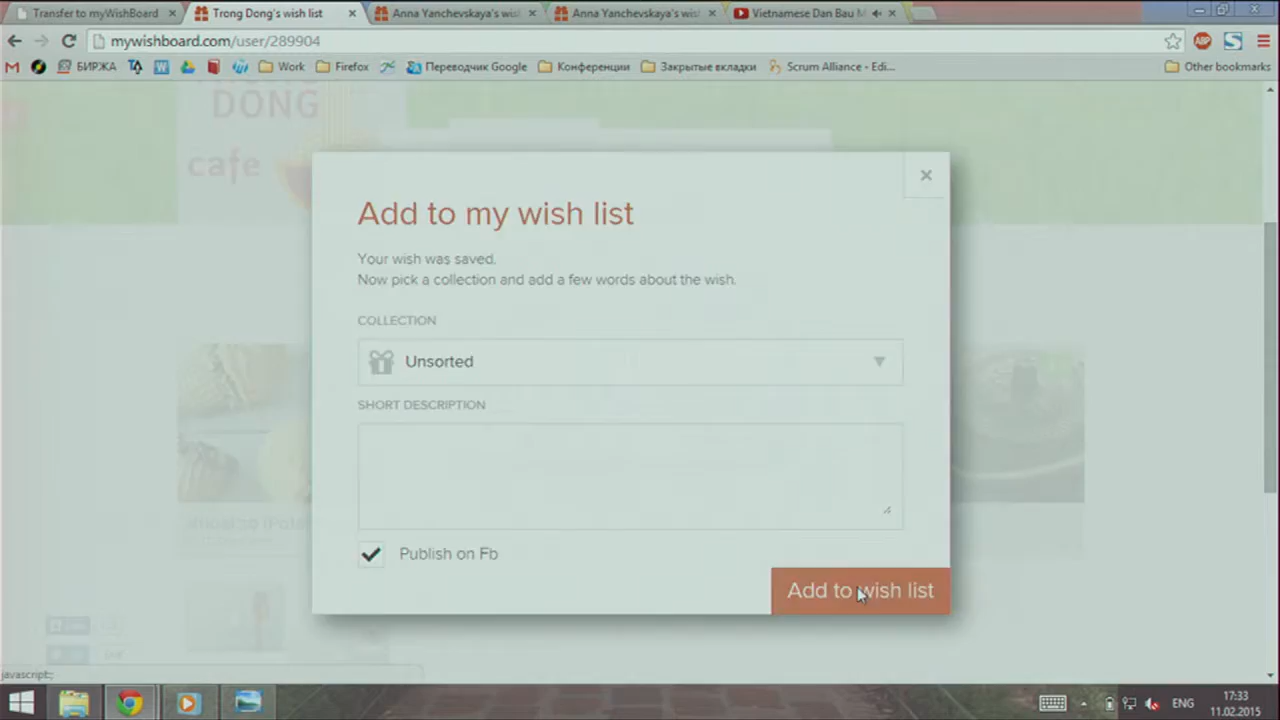 Transfer to myWishBoard
Trong Dong's wish list
Anna Yanchevskaya's wis
Anna Yanchevskaya's wis
Vietnamese Dan Bau M
mywishboard.com/user/289904
БИРЖА
Work
Firefox
Переводчик Google
Конференции
Закрытые вкладки
Scrum Alliance - Edi...
Other bookmarks
DONG
cafe
Add to my wish list
Your wish was saved.
Now pick a collection and add a few words about the wish.
COLLECTION
Unsorted
SHORT DESCRIPTION
Publish on Fb
Add to wish list
javascript:;
ENG
17:33
11.02.2015